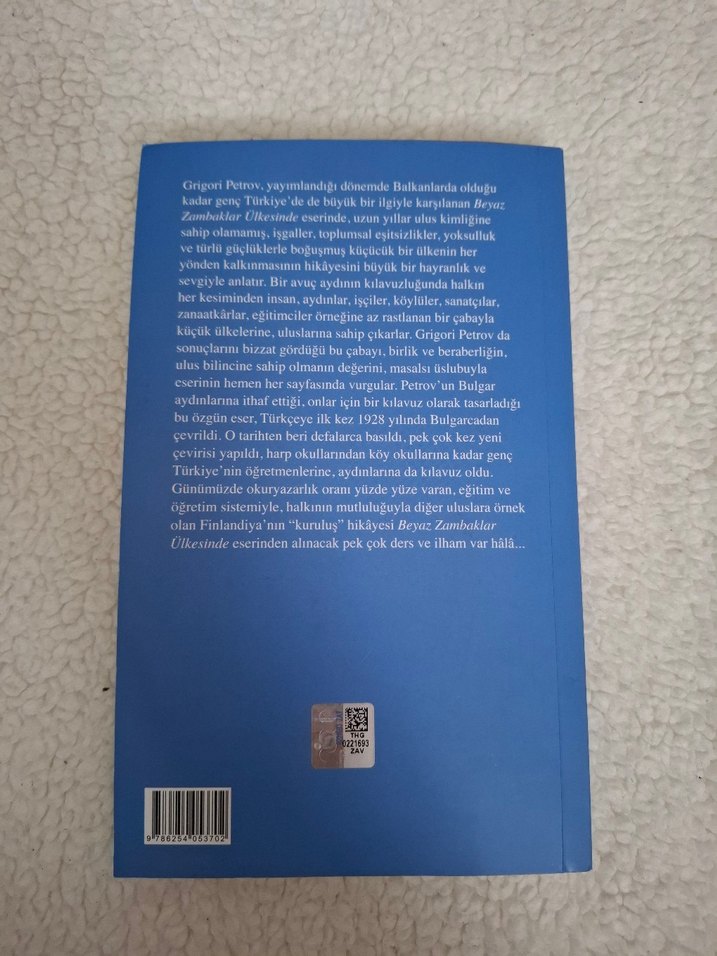 Grigori Petrov, yayımlandığı dönemde Balkanlarda olduğu
kadar genç Türkiye’de de büyük bir ilgiyle karşılanan Beyaz
Zambaklar Ülkesinde eserinde, uzun yıllar ulus kimliğine
sahip olamamış, işgaller, toplumsal eşitsizlikler, yoksulluk
ve türlü güçlüklerle boğuşmuş küçücük bir ülkenin her
yönden kalkınmasının hikâyesini büyük bir hayranlık ve
sevgiyle anlatır. Bir avuç aydının kılavuzluğunda halkın
her kesiminden insan, aydınlar, işçiler, köylüler, sanatçılar,
zanaatkârlar, eğitimciler örneğine az rastlanan bir çabayla
küçük ülkelerine, uluslarına sahip çıkarlar. Grigori Petrov da
sonuçlarını bizzat gördüğü bu çabayı, birlik ve beraberliğin,
ulus bilincine sahip olmanın değerini, masalsı üslubuyla
eserinin hemen her sayfasında vurgular. Petrov’un Bulgar
aydınlarına ithaf ettiği, onlar için bir kılavuz olarak tasarladığı
bu özgün eser, Türkçeye ilk kez 1928 yılında Bulgarcadan
çevrildi. O tarihten beri defalarca basıldı, pek çok kez yeni
çevirisi yapıldı, harp okullarından köy okullarına kadar genç
Türkiye’nin öğretmenlerine, aydınlarına da kılavuz oldu.
Günümüzde okuryazarlık oranı yüzde yüze varan, eğitim ve
öğretim sistemiyle, halkının mutluluğuyla diğer uluslara örnek
olan Finlandiya’nın “kuruluş” hikâyesi Beyaz Zambaklar
Ülkesinde eserinden alınacak pek çok ders ve ilham var hâlâ...
THG
0221693
ZAV
9 786254 053702